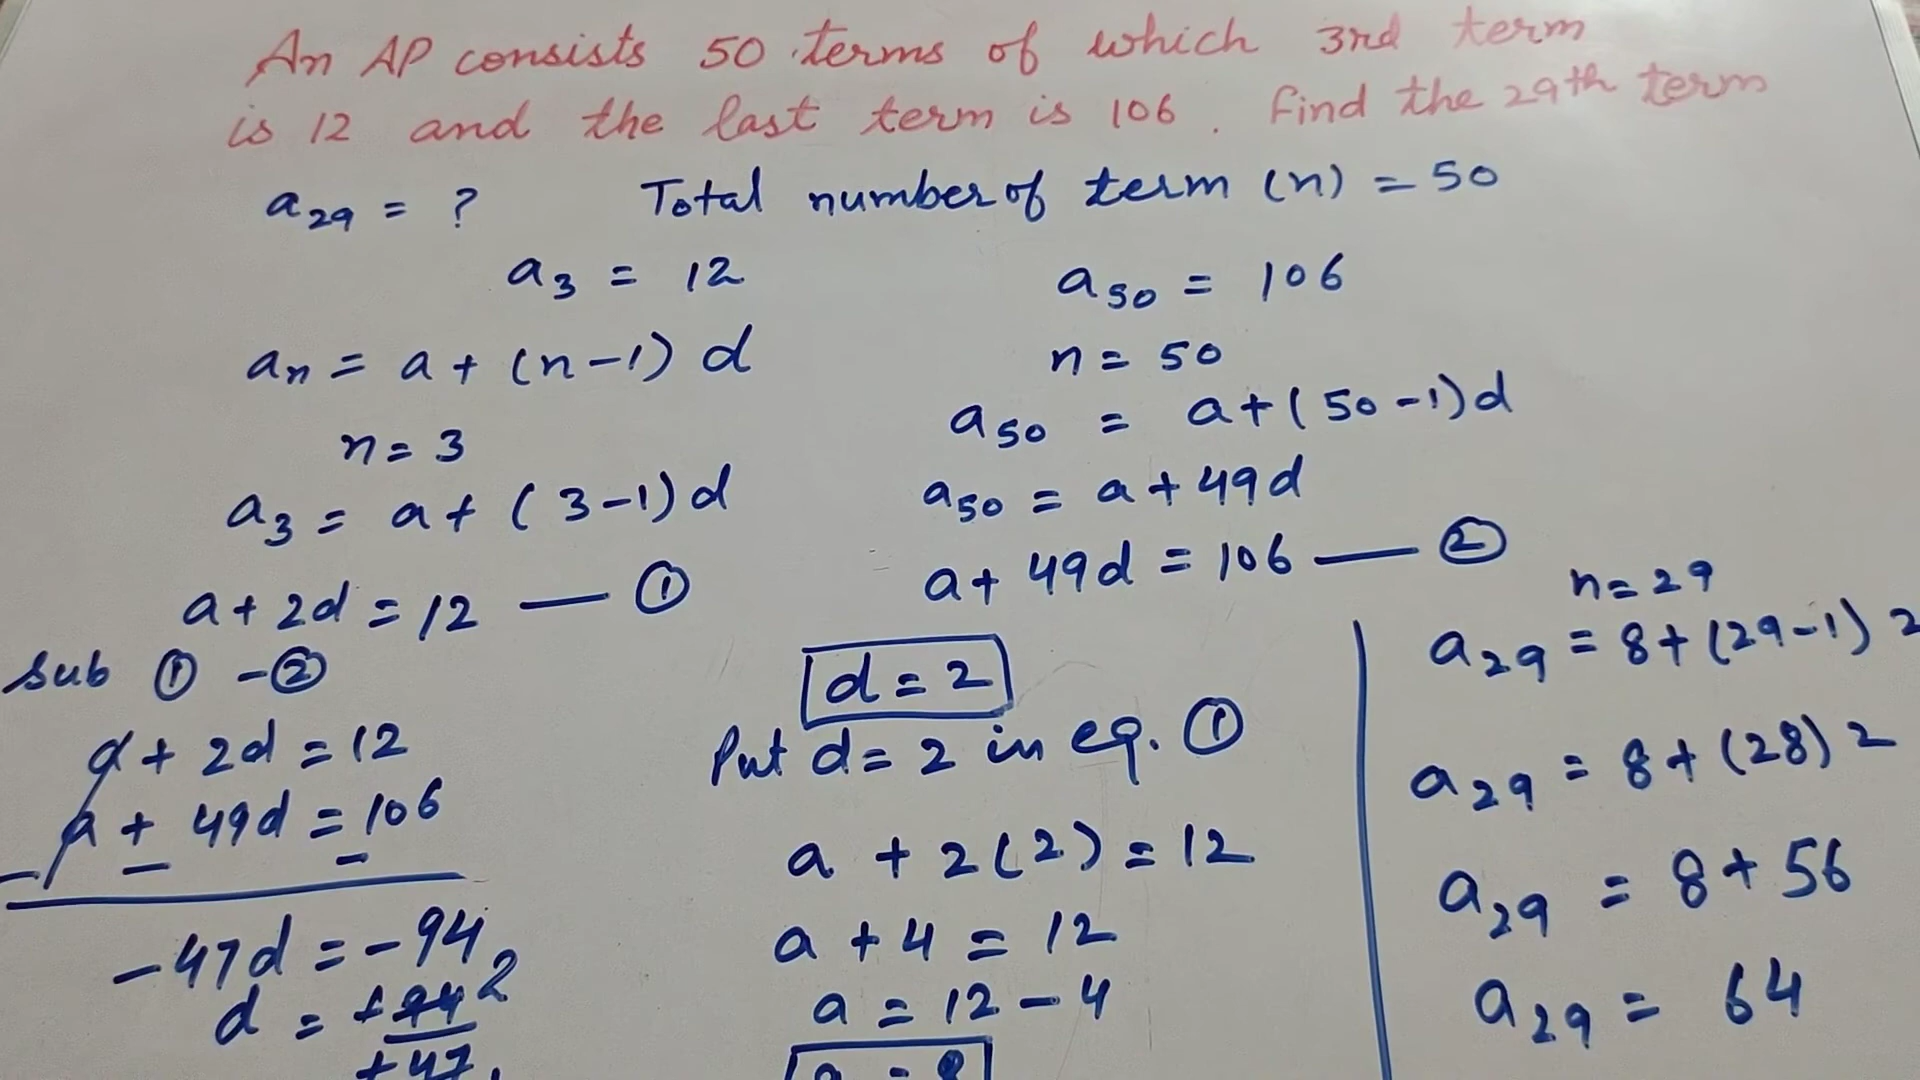 An AP consists 50 terms of which 3rd term
is 12 and the last term is 106. find the 29th term
a₂₉ = ? Total number of term (n) = 50
a₃ = 12
aₙ = a + (n-1) d
n = 3
a₃ = a + (3-1) d
a + 2d = 12 — ①
a₅₀ = 106
n = 50
a₅₀ = a + (50-1) d
a₅₀ = a + 49d
a + 49d = 106 — ②
Sub ① - ②
a + 2d = 12
a + 49d = 106
- - -
-47d = -94
d = +94 2
+47
d = 2
Put d = 2 in eq. ①
a + 2(2) = 12
a + 4 = 12
a = 12 - 4
a = 8
n = 29
a₂₉ = 8 + (29-1) 2
a₂₉ = 8 + (28) 2
a₂₉ = 8 + 56
a₂₉ = 64